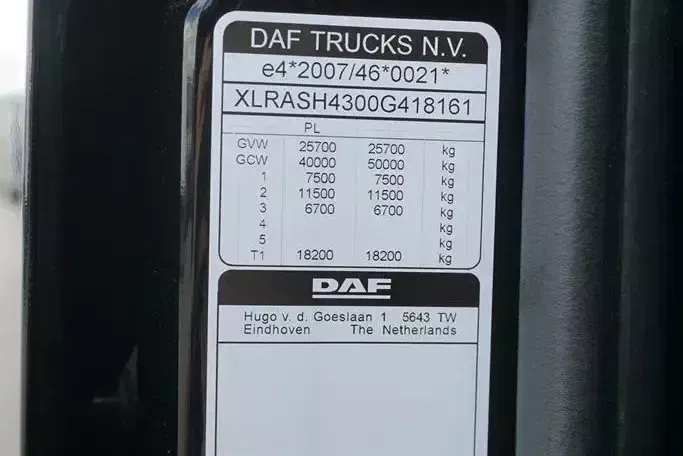 DAF TRUCKS N.V.
e4*2007/46*0021*
XLRASH4300G418161
PL
GVW 25700 25700 kg
GCW 40000 50000 kg
1 7500 7500 kg
2 11500 11500 kg
3 6700 6700 kg
4 kg
5 kg
T1 18200 18200 kg
DAF
Hugo v. d. Goeslaan 1 5643 TW
Eindhoven The Netherlands